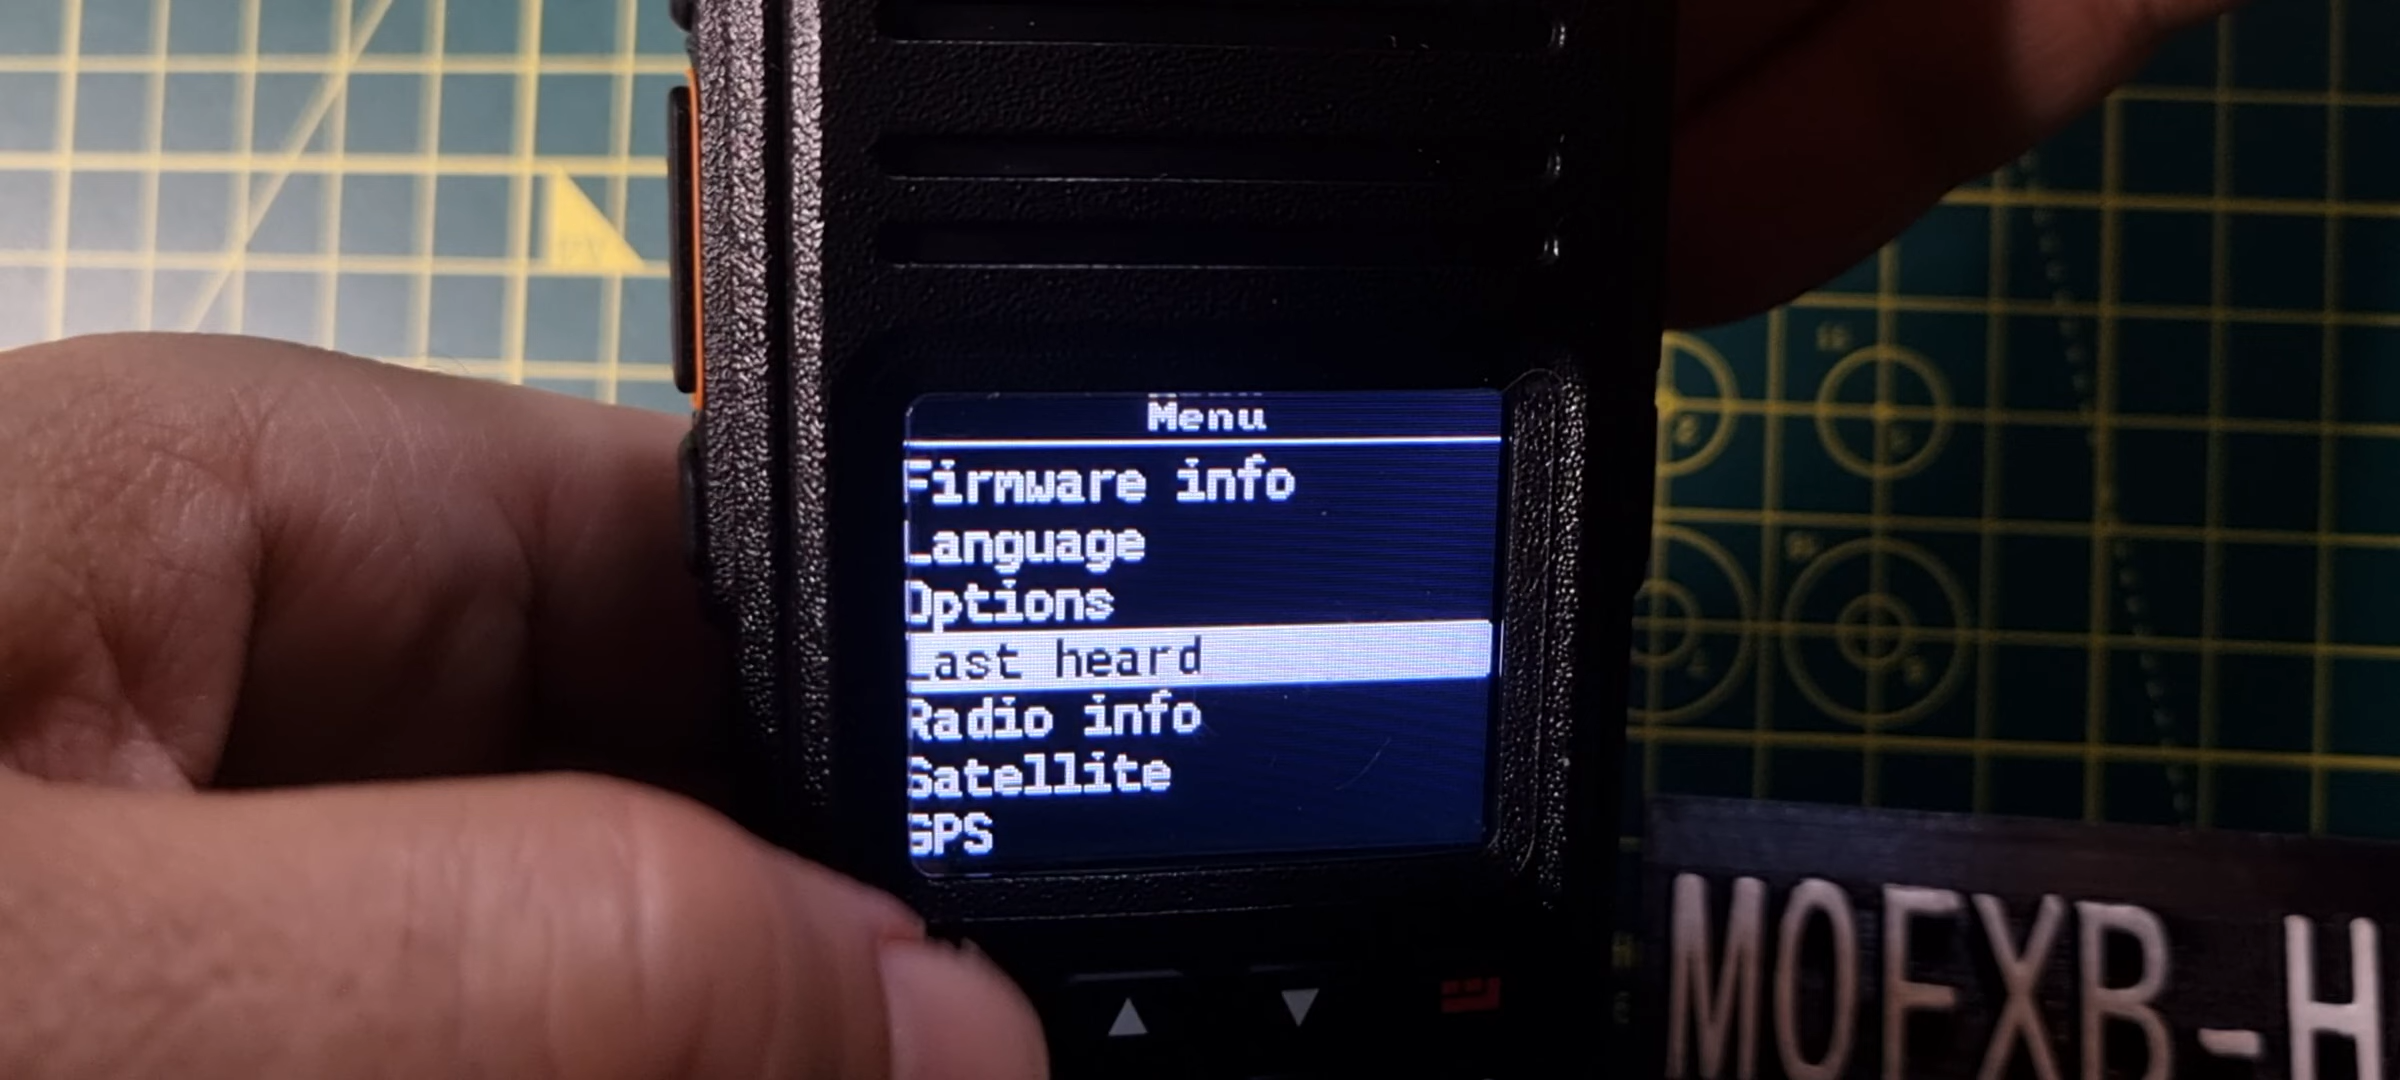 Menu
Firmware info
Language
Options
Last heard
Radio info
Satellite
GPS
M0FXB-H